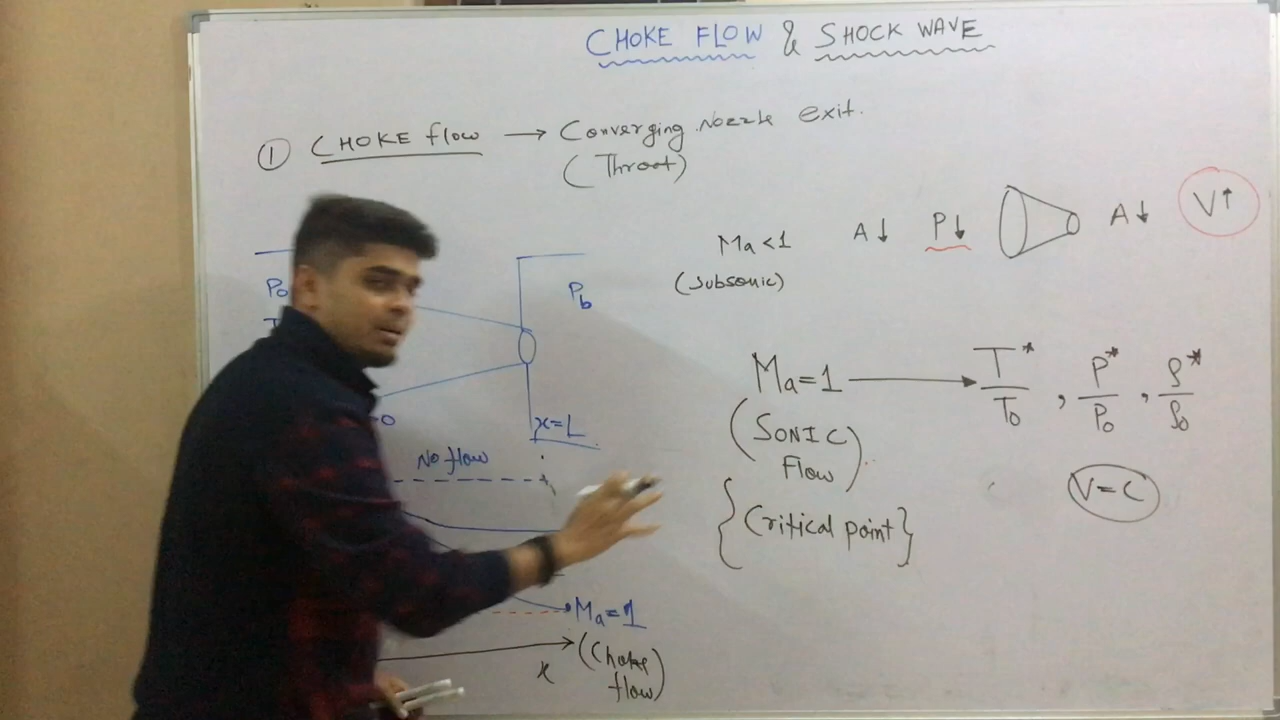 CHOKE FLOW & SHOCK WAVE
① CHOKE flow → Converging Nozzle exit.
(Throat)
Ma<1
(Subsonic)
A↓ P↓ A↓ V↑
P0
Pb
x=L
No flow
Ma=1 → T*/T0 , P*/P0 , ρ*/ρ0
(SONIC
Flow)
V=C
{Critical point}
Ma=1
(Choke
flow)
x